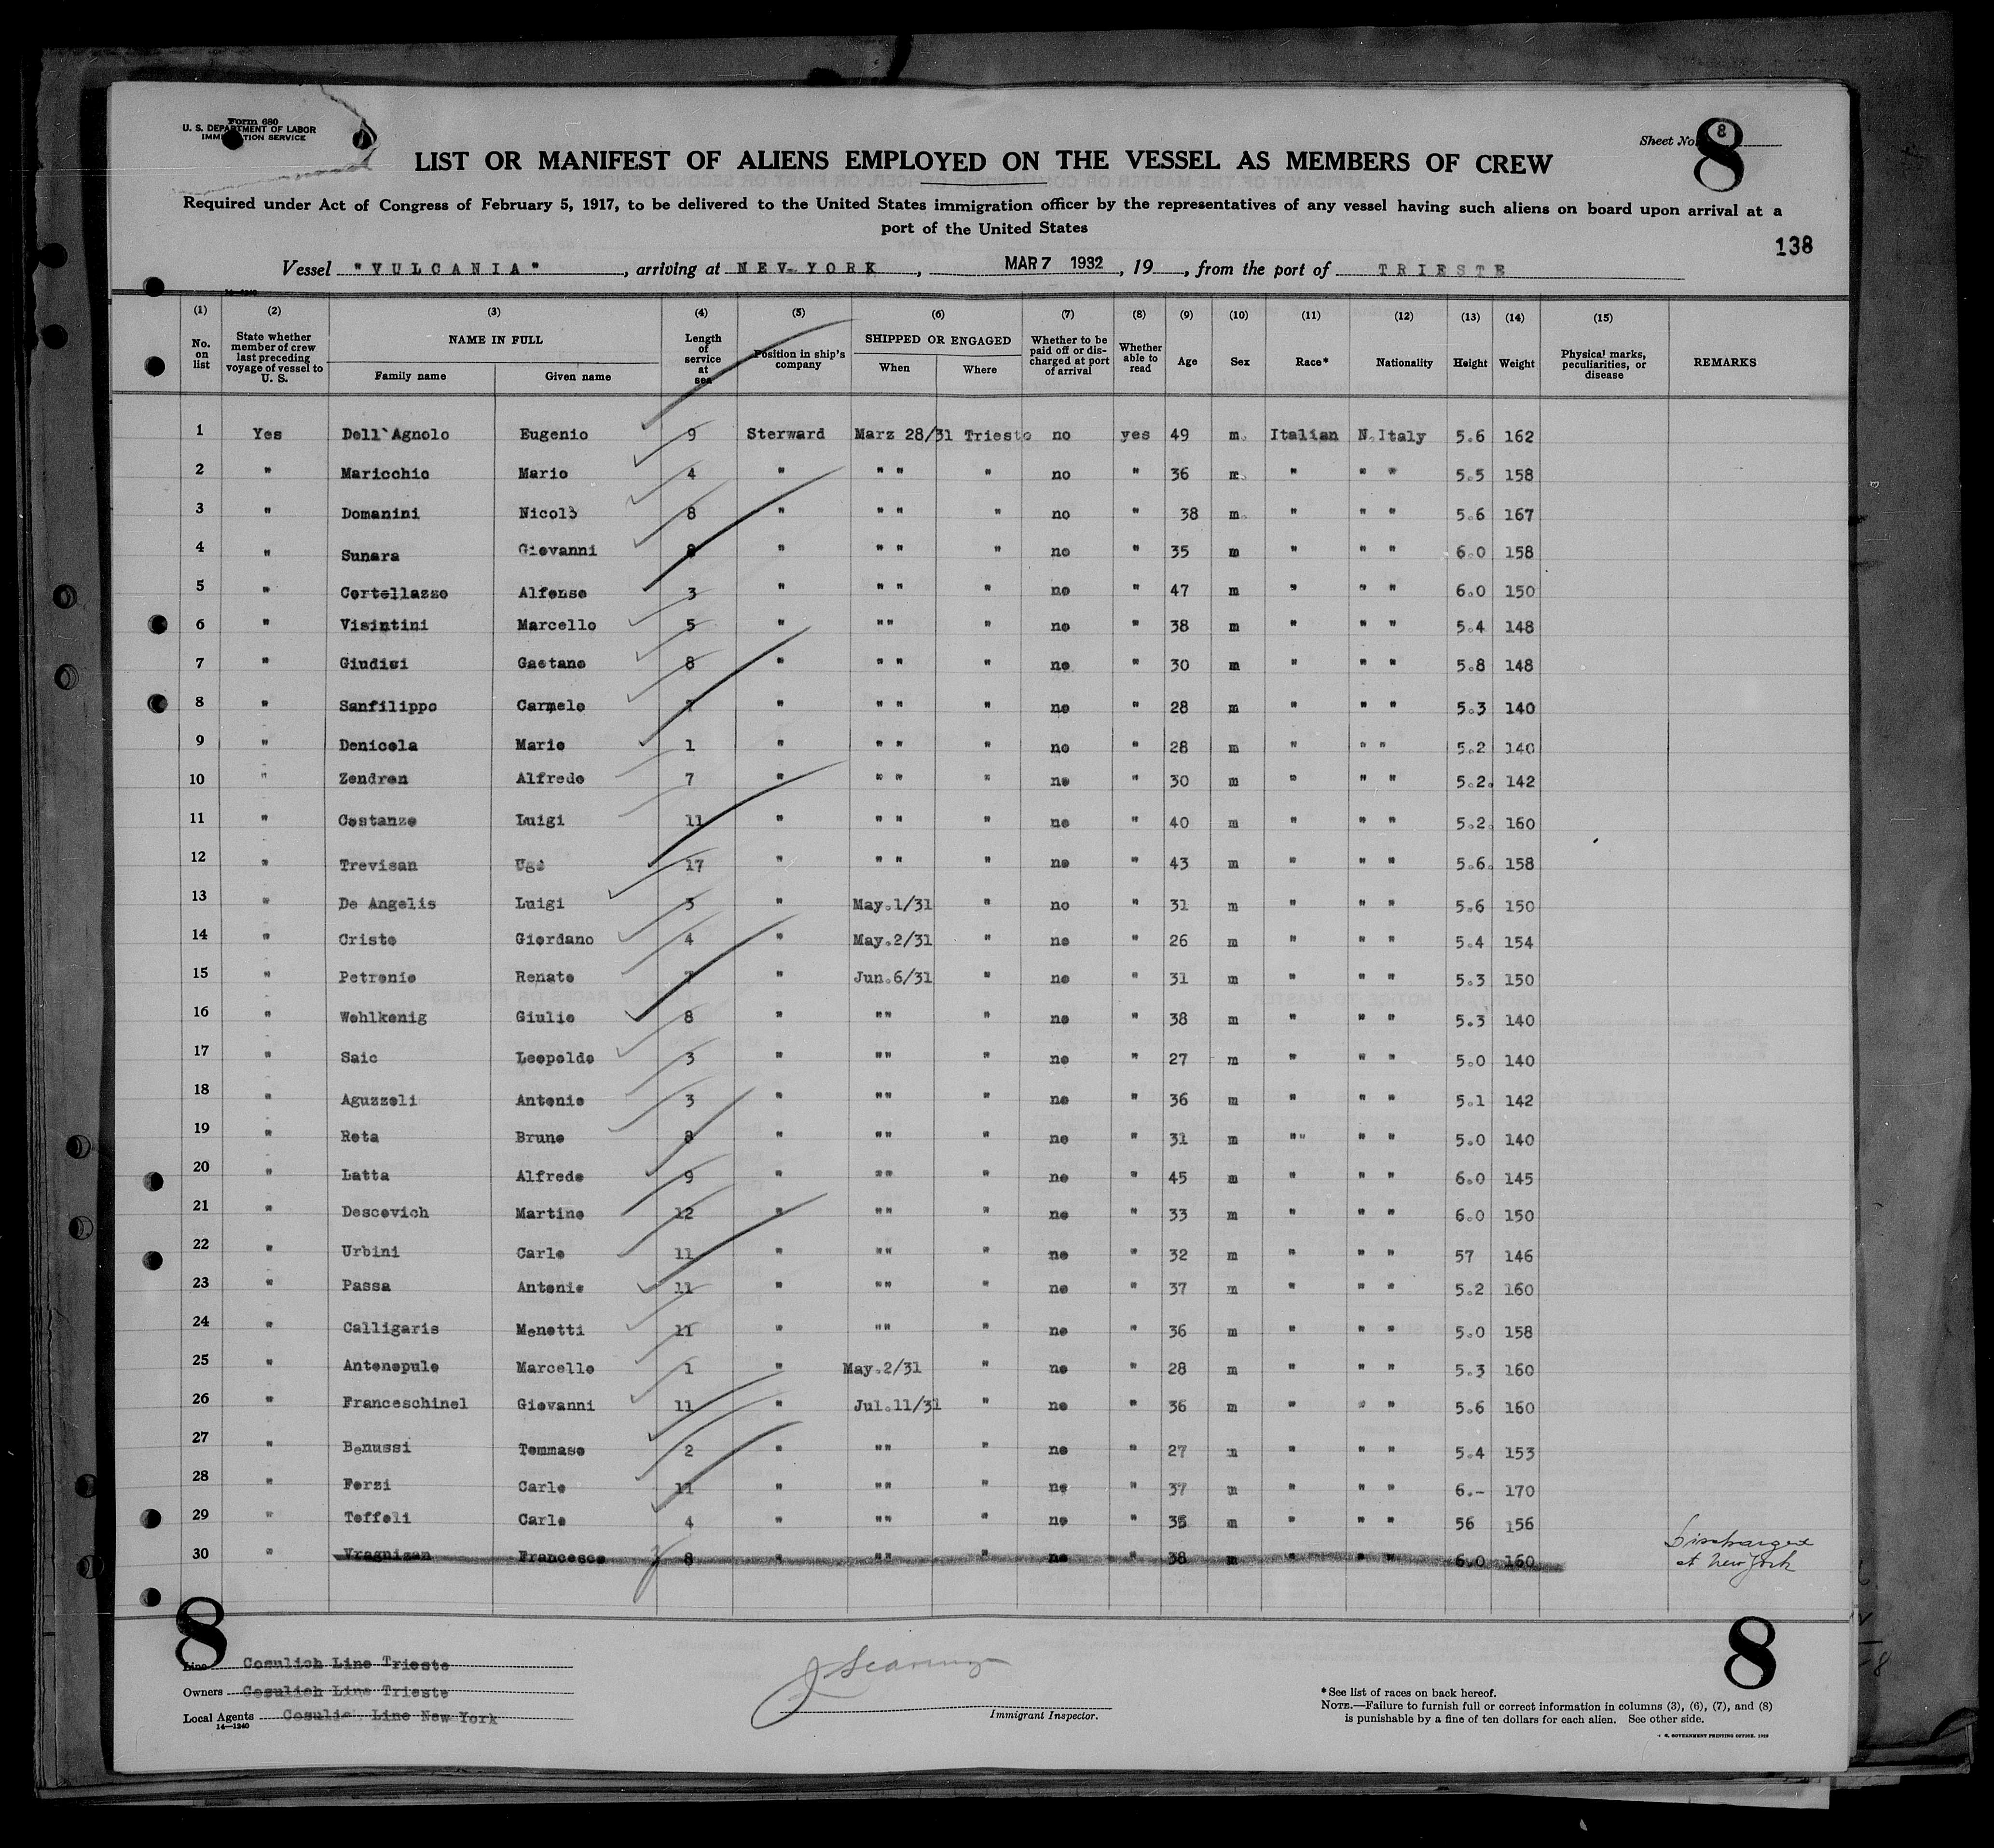 Form 680
U. S. DEPARTMENT OF LABOR
IMMIGRATION SERVICE
Sheet No. 8
8
LIST OR MANIFEST OF ALIENS EMPLOYED ON THE VESSEL AS MEMBERS OF CREW
Required under Act of Congress of February 5, 1917, to be delivered to the United States immigration officer by the representatives of any vessel having such aliens on board upon arrival at a
port of the United States
138
Vessel "VULCANIA", arriving at NEW YORK, MAR 7 1932, 19, from the port of TRIESTE
14—1240
(1) (2) (3) (4) (5) (6) (7) (8) (9) (10) (11) (12) (13) (14) (15)
No. on list State whether member of crew last preceding voyage of vessel to U. S. NAME IN FULL Family name Given name Length of service at sea Position in ship's company SHIPPED OR ENGAGED When Where Whether to be paid off or discharged at port of arrival Whether able to read Age Sex Race* Nationality Height Weight Physical marks, peculiarities, or disease REMARKS
1 Yes Dell`Agnolo Eugenio 9 Sterward Marz 28/31 Trieste no yes 49 m. Italian N.Italy 5.6 162
2 " Maricchio Mario 4 " " " " no " 36 m. " " " 5.5 158
3 " Domanini Nicolò 8 " " " " no " 38 m. " " " 5.6 167
4 " Sunara Giovanni 8 " " " " no " 35 m " " " 6.0 158
5 " Cortellazzo Alfonso 3 " " " " no " 47 m " " " 6.0 150
6 " Visintini Marcello 5 " "" " no " 38 m " " " 5.4 148
7 " Giudici Gaetano 8 " " " " no " 30 m " " " 5.8 148
8 " Sanfilippo Carmelo 7 " " " " no " 28 m " " " 5.3 140
9 " Denicola Mario 1 " " " " no " 28 m " " " 5.2 140
10 " Zendron Alfredo 7 " " " " no " 30 m " " " 5.2. 142
11 " Costanzo Luigi 11 " " " " no " 40 m " " " 5.2. 160
12 " Trevisan Ugo 17 " " " " no " 43 m " " " 5.6. 158
13 " De Angelis Luigi 3 " May.1/31 " no " 31 m " " " 5.6 150
14 " Cristo Giordano 4 " May.2/31 " no " 26 m " " " 5.4 154
15 " Petronio Renato 7 " Jun.6/31 " no " 31 m " " " 5.3 150
16 " Wohlkonig Giulio 8 " "" " no " 38 m " " " 5.3 140
17 " Saic Leopoldo 3 " "" " no " 27 m " " " 5.0 140
18 " Aguzzoli Antonio 3 " "" " no " 36 m " " " 5.1 142
19 " Rota Bruno 8 " "" " no " 31 m "" " " 5.0 140
20 " Latta Alfredo 9 " "" " no " 45 m " " " 6.0 145
21 " Descovich Martino 12 " "" " no " 33 m " " " 6.0 150
22 " Urbini Carlo 11 " "" " no " 32 m " " " 57 146
23 " Passa Antonio 11 " "" " no " 37 m " " " 5.2 160
24 " Calligaris Menotti 11 " "" " no " 36 m " " " 5.0 158
25 " Antonopulo Marcello 1 " May.2/31 " no " 28 m " " " 5.3 160
26 " Franceschinel Giovanni 11 " Jul.11/31 " no " 36 m " " " 5.6 160
27 " Benussi Tommaso 2 " "" " no " 27 m " " " 5.4 153
28 " Forzi Carlo 11 " "" " no " 37 m " " " 6.- 170
29 " Toffoli Carlo 4 " "" " no " 35 m " " " 56 156
30 " Vragnizan Francesco 8 " "" " no " 38 m " " " 6.0 160 Discharged
at New York
8
8
Line Cosulich Line Trieste
Owners Cosulich Line Trieste
Local Agents Cosulich Line New York
14—1240
Immigrant Inspector.
*See list of races on back hereof.
NOTE.—Failure to furnish full or correct information in columns (3), (6), (7), and (8)
is punishable by a fine of ten dollars for each alien. See other side.